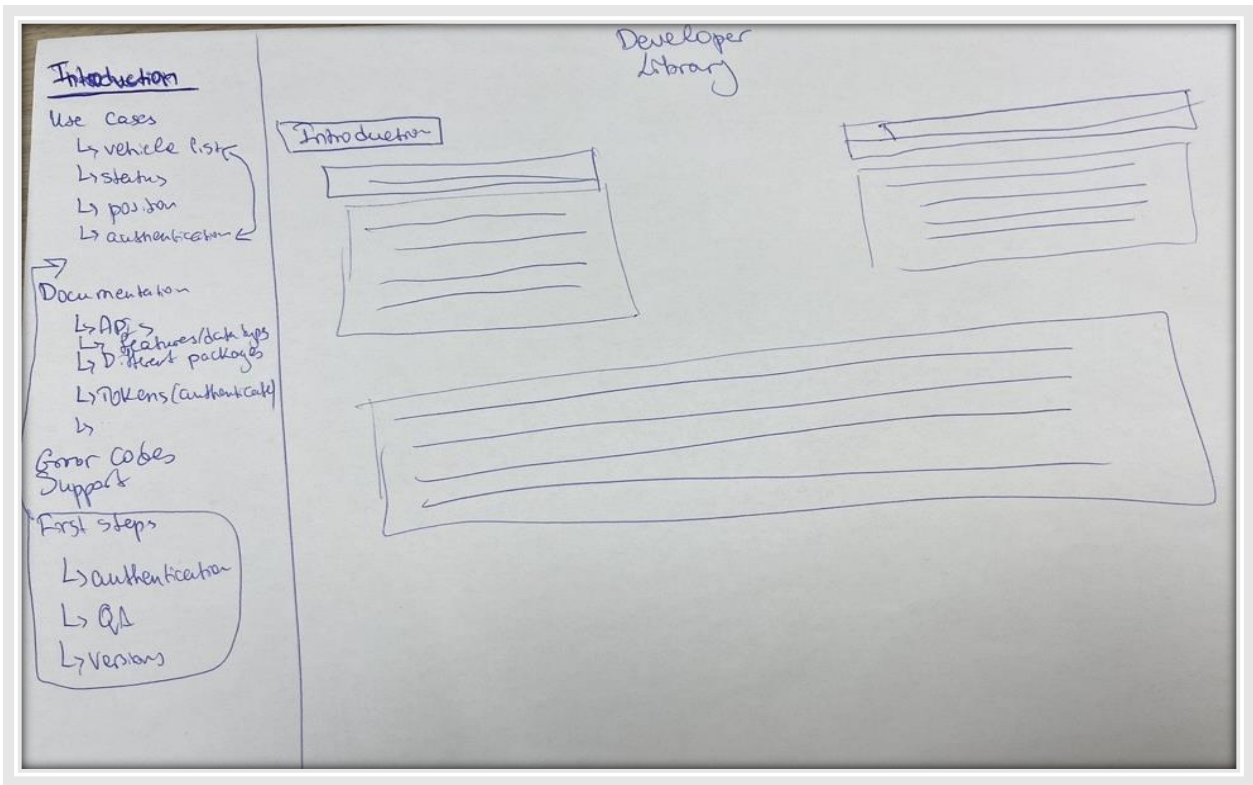 Developer
Library
Introduction
Use Cases
↳ vehicle list
↳ status
↳ position
↳ authentication
Documentation
↳ APIs
↳ features/data types
↳ Different packages
↳ Tokens (authenticate)
↳
Error Codes
Support
First steps
↳ authentication
↳ QA
↳ versions
Introduction